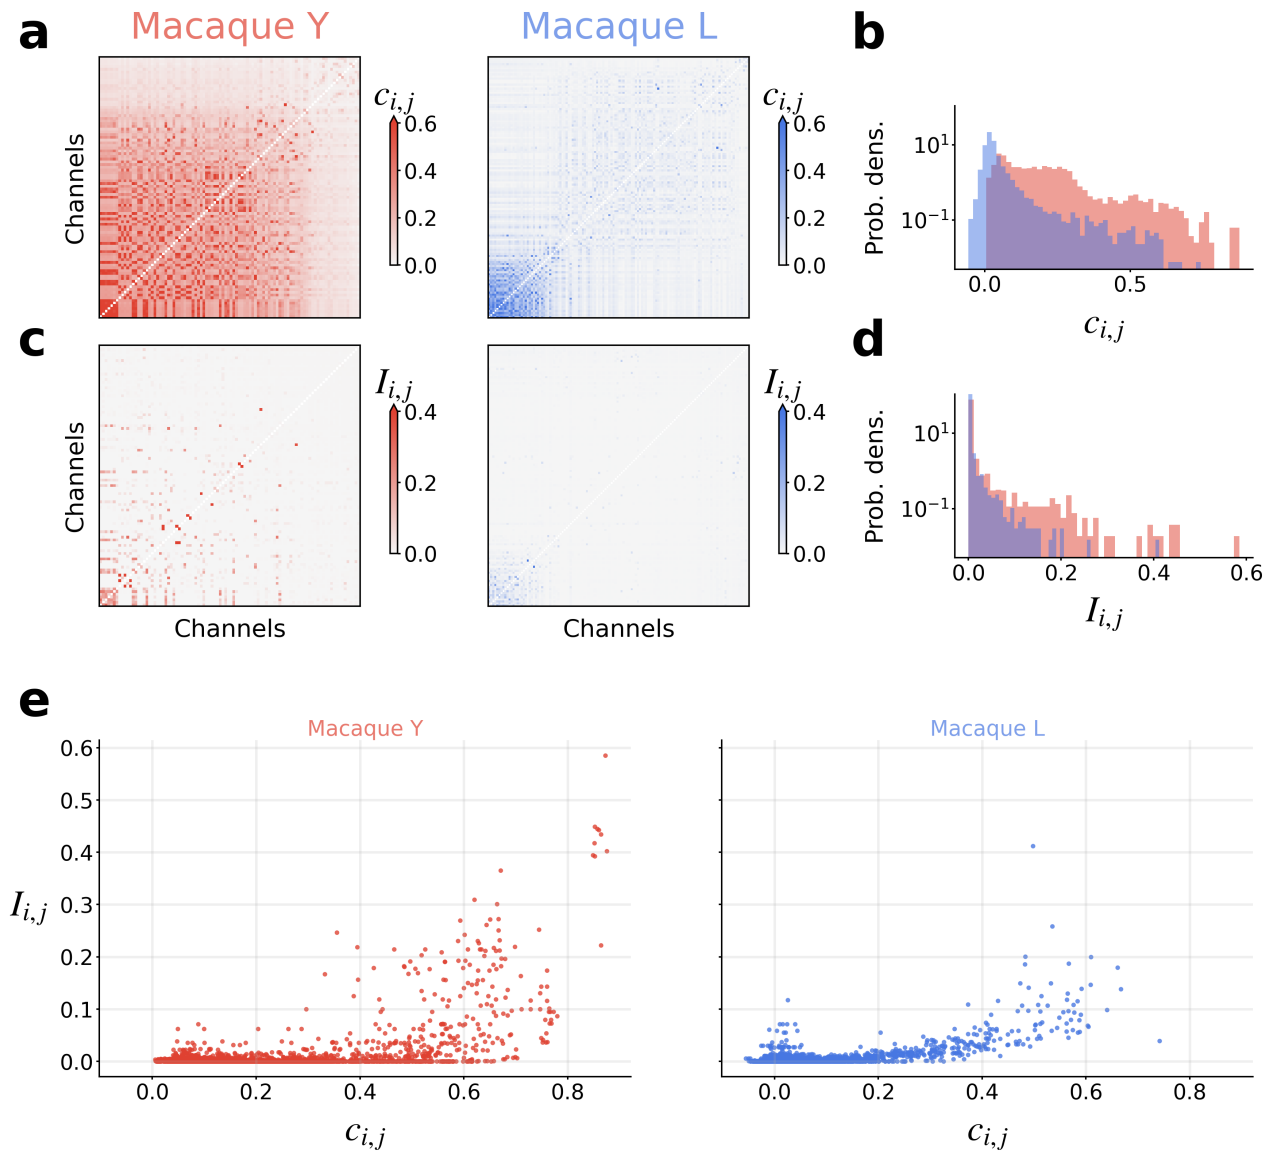 a
Macaque Y
Macaque L
b
Channels
c_{i,j}
0.6
0.4
0.2
0.0
c_{i,j}
0.6
0.4
0.2
0.0
Prob. dens.
10^1
10^{-1}
0.0 0.5
c_{i,j}
c
d
Channels
I_{i,j}
0.4
0.2
0.0
Channels
I_{i,j}
0.4
0.2
0.0
Channels
Prob. dens.
10^1
10^{-1}
0.0 0.2 0.4 0.6
I_{i,j}
e
Macaque Y
I_{i,j}
0.6
0.5
0.4
0.3
0.2
0.1
0.0
0.0 0.2 0.4 0.6 0.8
c_{i,j}
Macaque L
0.0 0.2 0.4 0.6 0.8
c_{i,j}